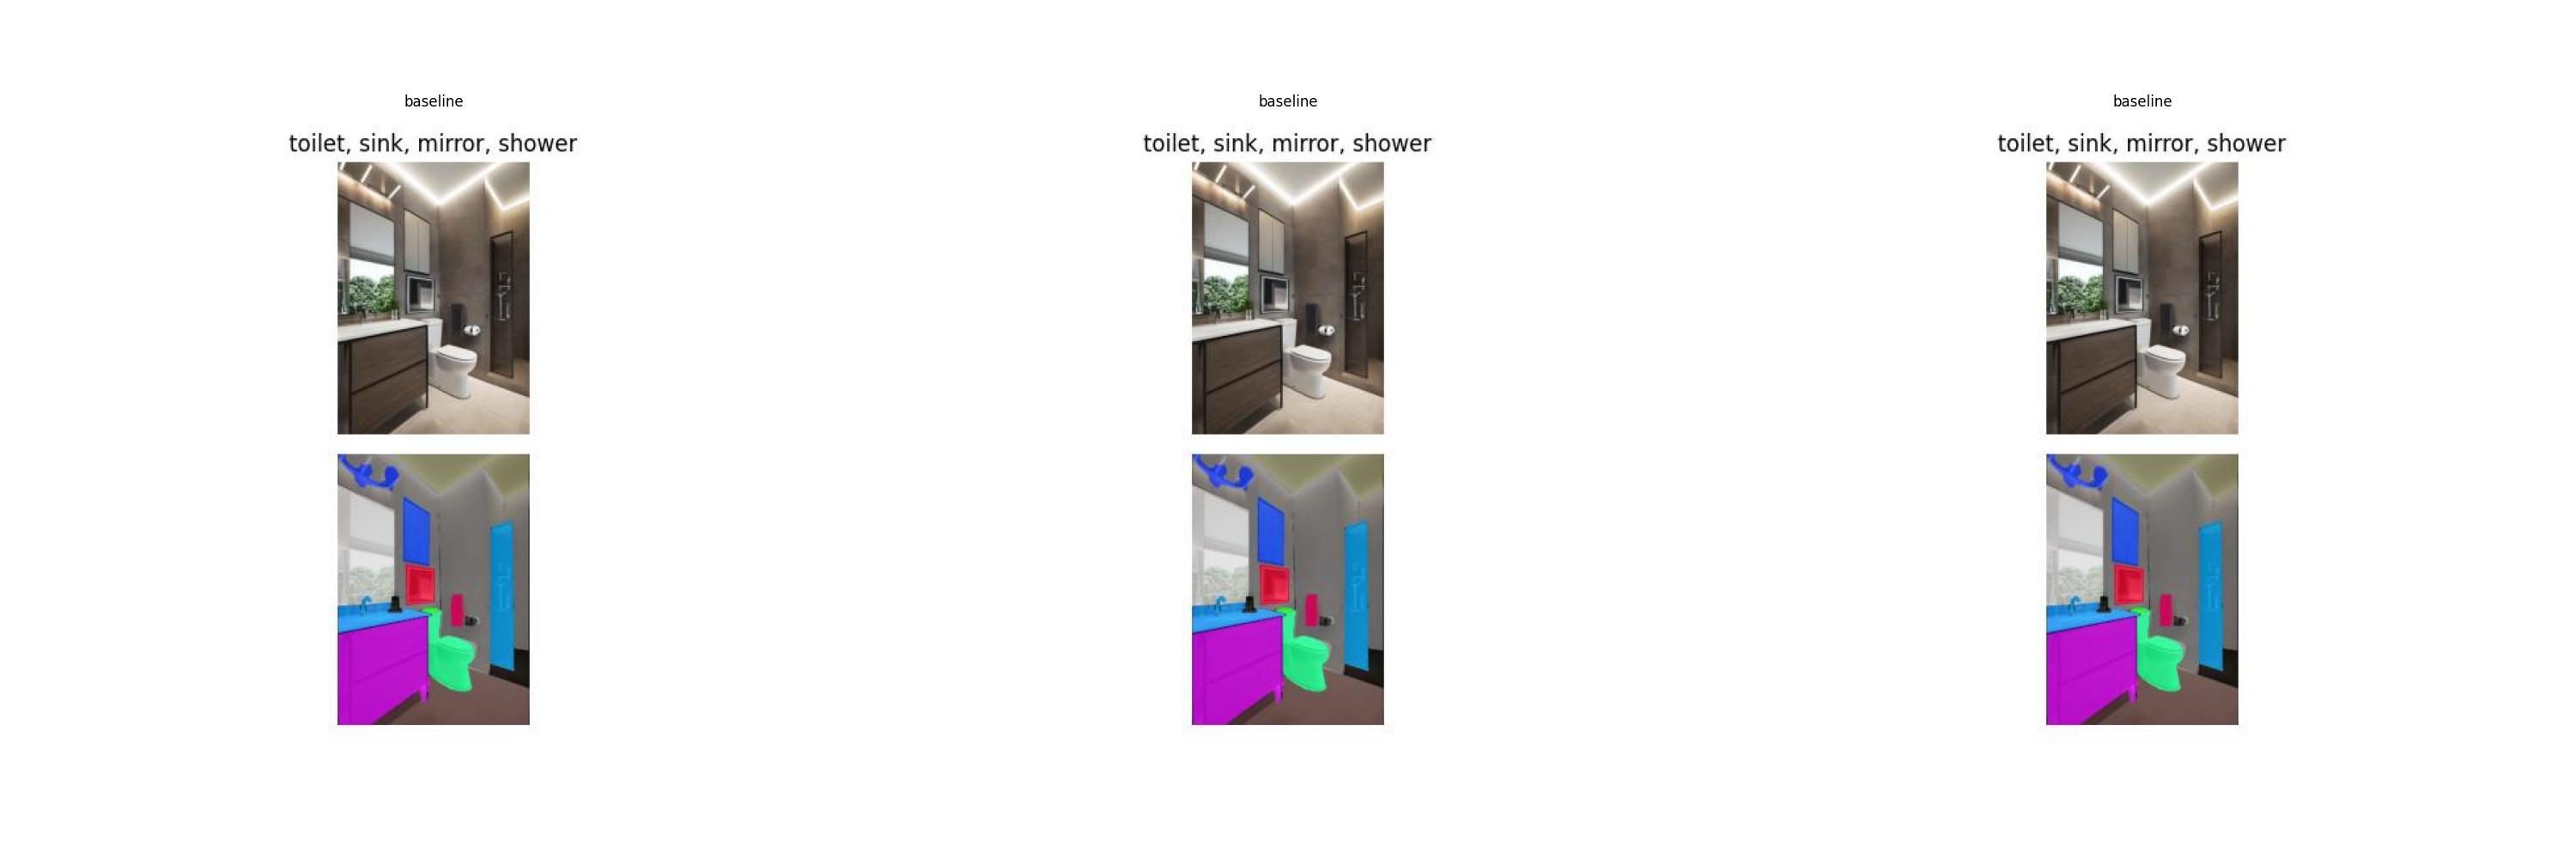 baseline
baseline
baseline
toilet, sink, mirror, shower
toilet, sink, mirror, shower
toilet, sink, mirror, shower